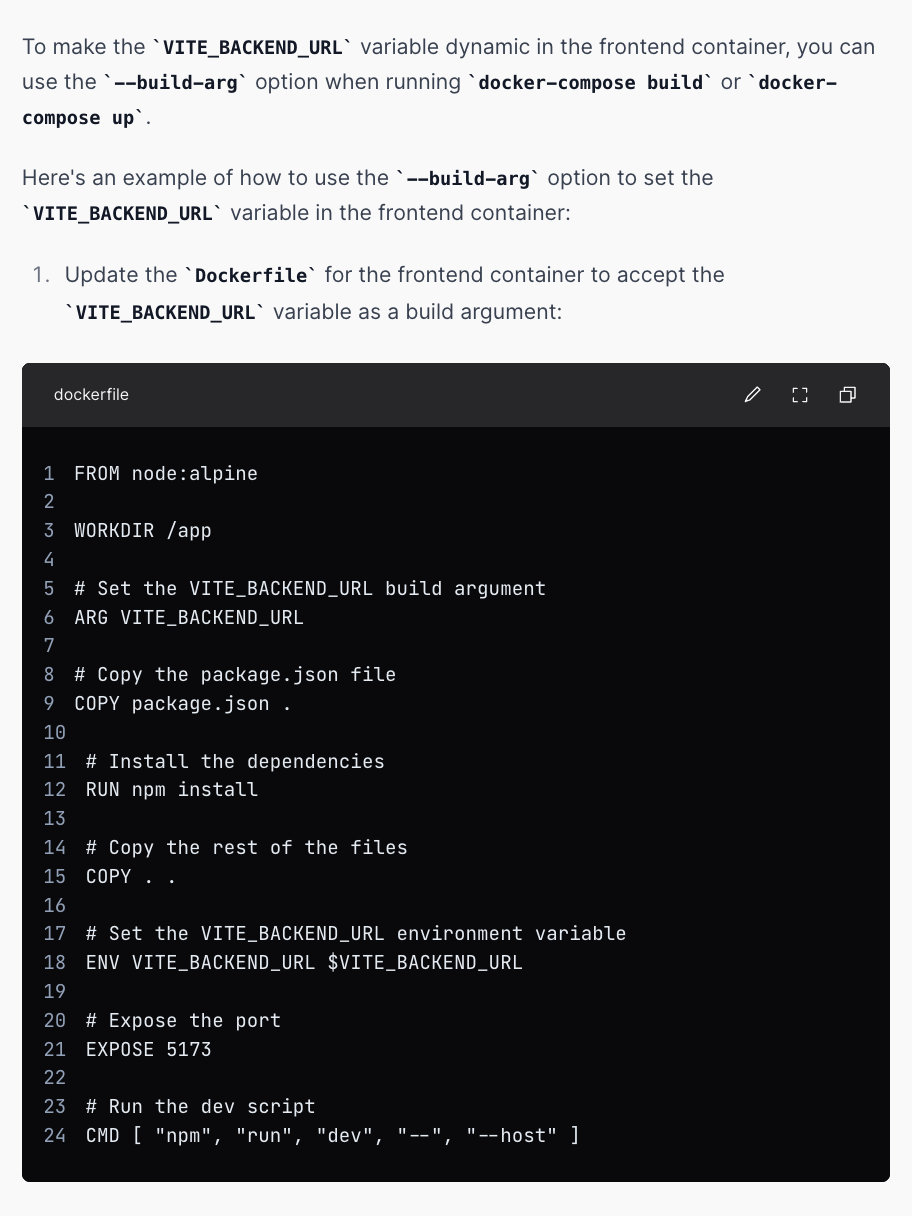 To make the `VITE_BACKEND_URL` variable dynamic in the frontend container, you can
use the `--build-arg` option when running `docker-compose build` or `docker-
compose up`.
Here's an example of how to use the `--build-arg` option to set the
`VITE_BACKEND_URL` variable in the frontend container:
1. Update the `Dockerfile` for the frontend container to accept the
`VITE_BACKEND_URL` variable as a build argument:
dockerfile
1 FROM node:alpine
2
3 WORKDIR /app
4
5 # Set the VITE_BACKEND_URL build argument
6 ARG VITE_BACKEND_URL
7
8 # Copy the package.json file
9 COPY package.json .
10
11 # Install the dependencies
12 RUN npm install
13
14 # Copy the rest of the files
15 COPY . .
16
17 # Set the VITE_BACKEND_URL environment variable
18 ENV VITE_BACKEND_URL $VITE_BACKEND_URL
19
20 # Expose the port
21 EXPOSE 5173
22
23 # Run the dev script
24 CMD [ "npm", "run", "dev", "--", "--host" ]